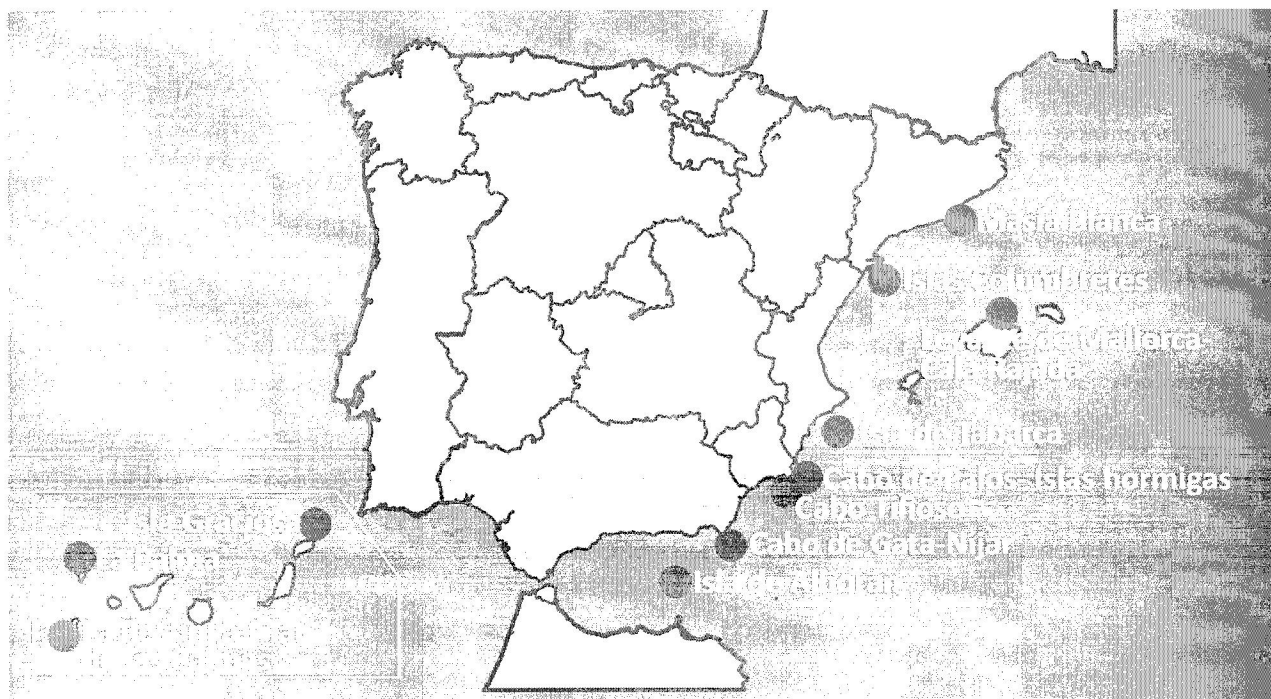 Masia Blanca
Islas Columbretes
Levante de Mallorca-
Cala Rajada
de Tabarca
Cabo de Palos-Islas hormigas
Cabo Tiñoso
Cabo de Gata-Níjar
Isla de Alborán
Isla Graciosa
La Palma